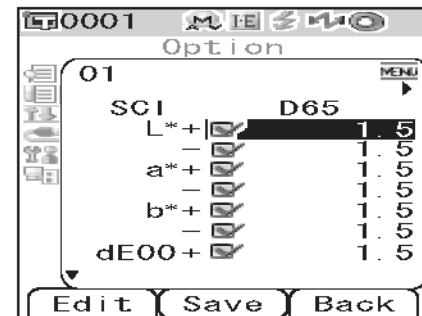 0001 M I·E
Option
01 MENU
SCI D65
L*+ 1.5
− 1.5
a*+ 1.5
− 1.5
b*+ 1.5
− 1.5
dE00+ 1.5
Edit Save Back